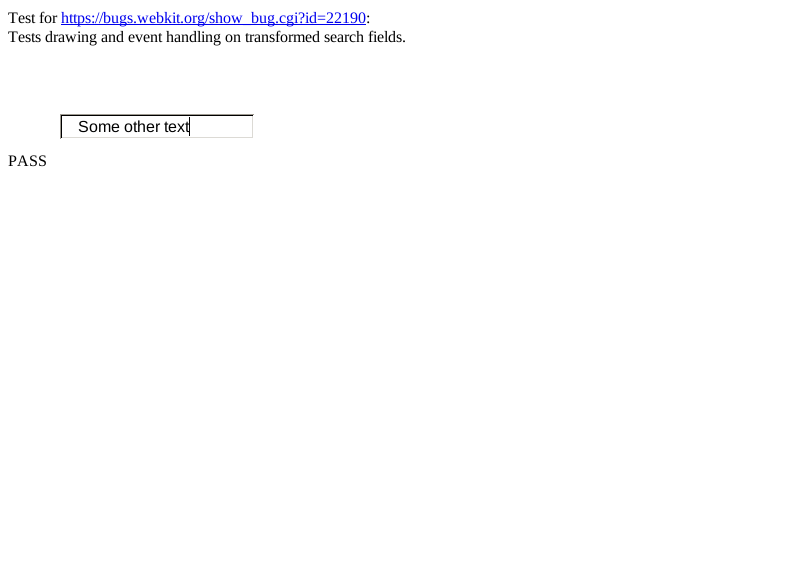 Test for https://bugs.webkit.org/show_bug.cgi?id=22190:
Tests drawing and event handling on transformed search fields.
Some other text
PASS